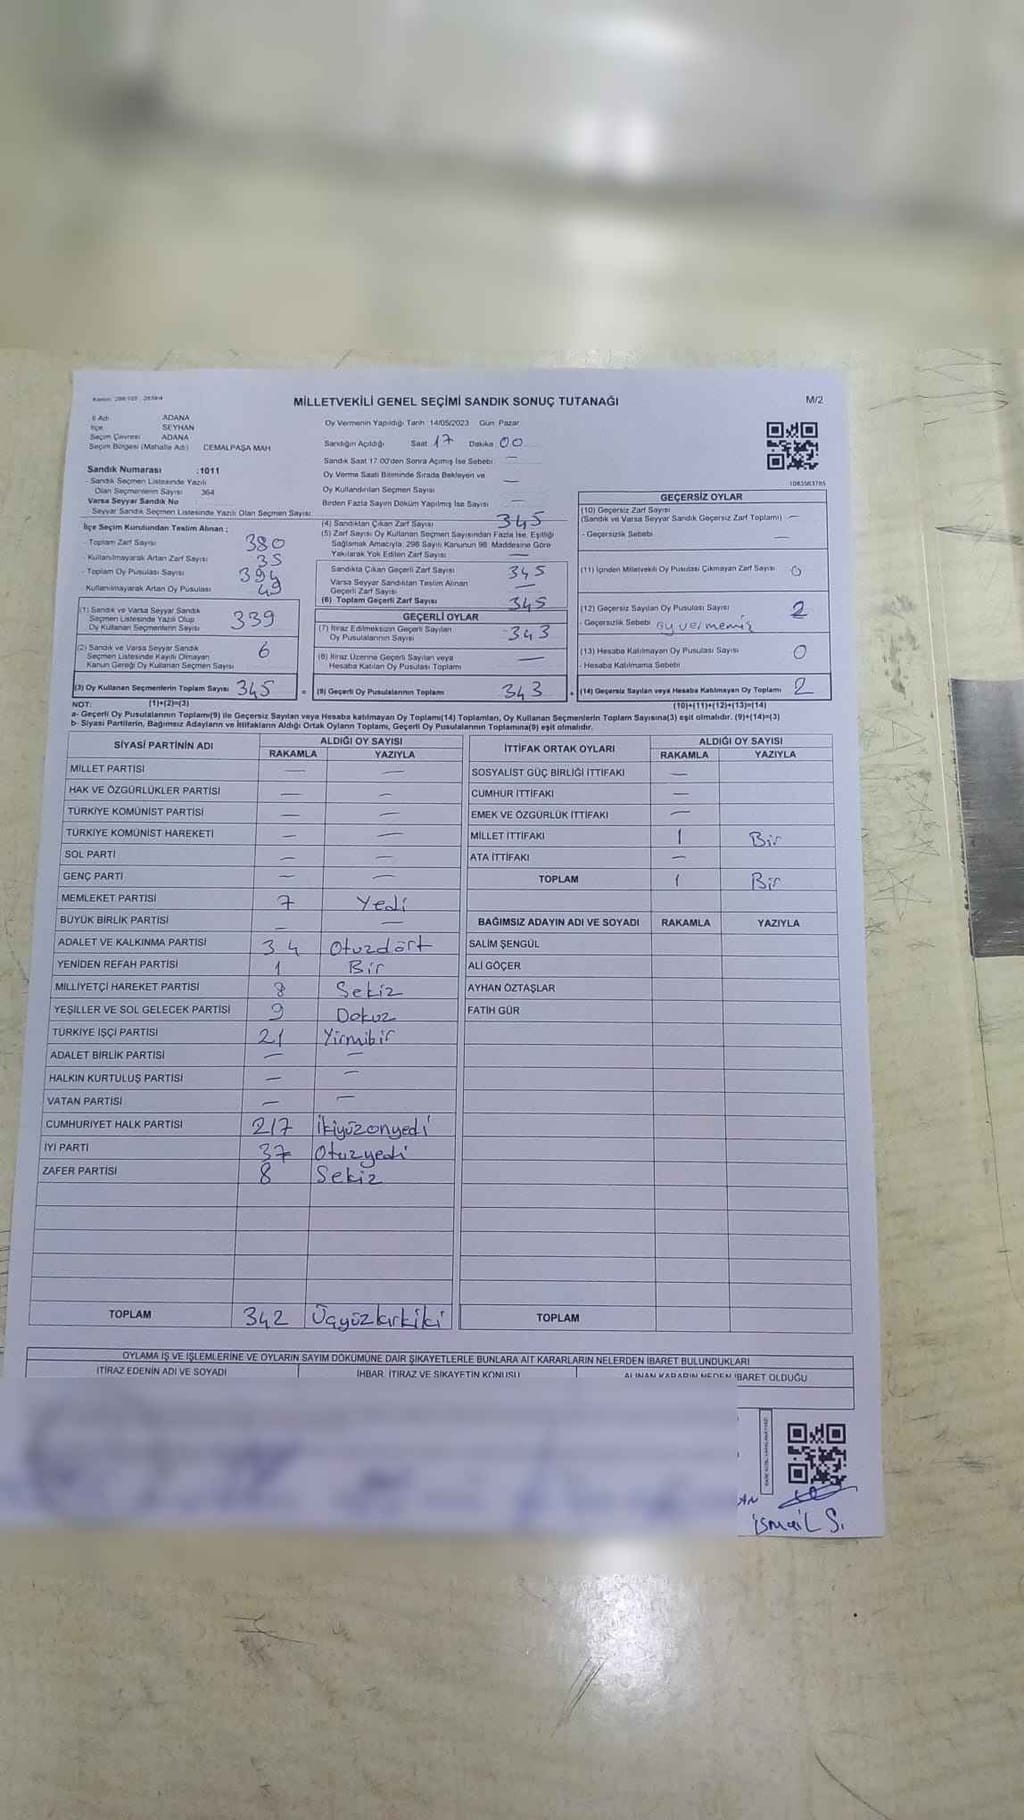 MİLLETVEKİLİ GENEL SEÇİMİ SANDIK SONUÇ TUTANAĞI
M/2
İl Adı ADANA
İlçe SEYHAN
Seçim Çevresi ADANA
Seçim Bölgesi (Mahalle Adı) CEMALPAŞA MAH
Sandık Numarası :1011
- Sandık Seçmen Listesinde Yazılı
Olan Seçmenlerin Sayısı 364
Varsa Seyyar Sandık No
Seyyar Sandık Seçmen Listesinde Yazılı Olan Seçmen Sayısı:
İlçe Seçim Kurulundan Teslim Alınan ;
- Toplam Zarf Sayısı 380
- Kullanılmayarak Artan Zarf Sayısı 35
- Toplam Oy Pusulası Sayısı 394
- Kullanılmayarak Artan Oy Pusulası 49
(1) Sandık ve Varsa Seyyar Sandık
Seçmen Listesinde Yazılı Olup
Oy Kullanan Seçmenlerin Sayısı 339
(2) Sandık ve Varsa Seyyar Sandık
Seçmen Listesinde Kayıtlı Olmayan
Kanun Gereği Oy Kullanan Seçmen Sayısı 6
(3) Oy Kullanan Seçmenlerin Toplam Sayısı 345
Oy Vermenin Yapıldığı Tarih 14/05/2023 Gün Pazar
Sandığın Açıldığı Saat 17 Dakika 00
Sandık Saat 17 00'den Sonra Açılmış İse Sebebi —
Oy Verme Saati Bitiminde Sırada Bekleyen ve
Oy Kullandırılan Seçmen Sayısı —
Birden Fazla Sayım Döküm Yapılmış İse Sayısı —
(4) Sandıktan Çıkan Zarf Sayısı 345
(5) Zarf Sayısı Oy Kullanan Seçmen Sayısından Fazla İse, Eşitliği
Sağlamak Amacıyla, 298 Sayılı Kanunun 98. Maddesine Göre
Yakılarak Yok Edilen Zarf Sayısı —
Sandıkta Çıkan Geçerli Zarf Sayısı 345
Varsa Seyyar Sandıktan Teslim Alınan
Geçerli Zarf Sayısı —
(6) Toplam Geçerli Zarf Sayısı 345
GEÇERLİ OYLAR
(7) İtiraz Edilmeksizin Geçerli Sayılan
Oy Pusulalarının Sayısı 343
(8) İtiraz Üzerine Geçerli Sayılan veya
Hesaba Katılan Oy Pusulası Toplamı —
(9) Geçerli Oy Pusulalarının Toplamı 343
1083583785
GEÇERSİZ OYLAR
(10) Geçersiz Zarf Sayısı
(Sandık ve Varsa Seyyar Sandık Geçersiz Zarf Toplamı) —
- Geçersizlik Sebebi —
(11) İçinden Milletvekili Oy Pusulası Çıkmayan Zarf Sayısı 0
(12) Geçersiz Sayılan Oy Pusulası Sayısı 2
- Geçersizlik Sebebi oy vermemiş
(13) Hesaba Katılmayan Oy Pusulası Sayısı 0
- Hesaba Katılmama Sebebi
(14) Geçersiz Sayılan veya Hesaba Katılmayan Oy Toplamı 2
NOT: (1)+(2)=(3) (10)+(11)+(12)+(13)=(14)
a- Geçerli Oy Pusulalarının Toplamı(9) ile Geçersiz Sayılan veya Hesaba katılmayan Oy Toplamı(14) Toplamları, Oy Kullanan Seçmenlerin Toplam Sayısına(3) eşit olmalıdır. (9)+(14)=(3)
b- Siyasi Partilerin, Bağımsız Adayların ve İttifakların Aldığı Ortak Oyların Toplamı, Geçerli Oy Pusulalarının Toplamına(9) eşit olmalıdır.
SİYASİ PARTİNİN ADI ALDIĞI OY SAYISI
RAKAMLA YAZIYLA
MİLLET PARTİSİ — —
HAK VE ÖZGÜRLÜKLER PARTİSİ — —
TÜRKİYE KOMÜNİST PARTİSİ — —
TÜRKİYE KOMÜNİST HAREKETİ — —
SOL PARTİ — —
GENÇ PARTİ — —
MEMLEKET PARTİSİ 7 Yedi
BÜYÜK BİRLİK PARTİSİ — —
ADALET VE KALKINMA PARTİSİ 34 Otuzdört
YENİDEN REFAH PARTİSİ 1 Bir
MİLLİYETÇİ HAREKET PARTİSİ 8 Sekiz
YEŞİLLER VE SOL GELECEK PARTİSİ 9 Dokuz
TÜRKİYE İŞÇİ PARTİSİ 21 Yirmibir
ADALET BİRLİK PARTİSİ — —
HALKIN KURTULUŞ PARTİSİ — —
VATAN PARTİSİ — —
CUMHURİYET HALK PARTİSİ 217 İkiyüzonyedi
İYİ PARTİ 37 Otuzyedi
ZAFER PARTİSİ 8 Sekiz
TOPLAM 342 Üçyüzkırkiki
İTTİFAK ORTAK OYLARI ALDIĞI OY SAYISI
RAKAMLA YAZIYLA
SOSYALİST GÜÇ BİRLİĞİ İTTİFAKI —
CUMHUR İTTİFAKI —
EMEK VE ÖZGÜRLÜK İTTİFAKI —
MİLLET İTTİFAKI 1 Bir
ATA İTTİFAKI —
TOPLAM 1 Bir
BAĞIMSIZ ADAYIN ADI VE SOYADI RAKAMLA YAZIYLA
SALİM ŞENGÜL
ALİ GÖÇER
AYHAN ÖZTAŞLAR
FATİH GÜR
TOPLAM
OYLAMA İŞ VE İŞLEMLERİNE VE OYLARIN SAYIM DÖKÜMÜNE DAİR ŞİKAYETLERLE BUNLARA AİT KARARLARIN NELERDEN İBARET BULUNDUKLARI
İTİRAZ EDENİN ADI VE SOYADI İHBAR, İTİRAZ VE ŞİKAYETİN KONUSU ALINAN KARARIN NEDEN İBARET OLDUĞU
İsmail S.